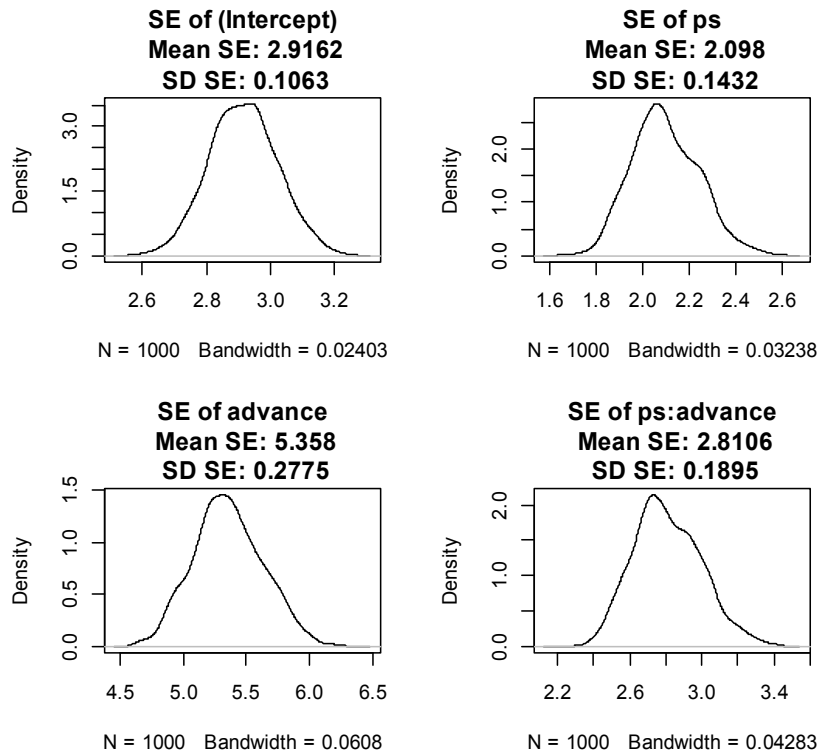 SE of (Intercept)
Mean SE: 2.9162
SD SE: 0.1063
Density
0.0 1.5 3.0
2.6 2.8 3.0 3.2
N = 1000 Bandwidth = 0.02403
SE of ps
Mean SE: 2.098
SD SE: 0.1432
Density
0.0 1.0 2.0
1.6 1.8 2.0 2.2 2.4 2.6
N = 1000 Bandwidth = 0.03238
SE of advance
Mean SE: 5.358
SD SE: 0.2775
Density
0.0 0.5 1.0 1.5
4.5 5.0 5.5 6.0 6.5
N = 1000 Bandwidth = 0.0608
SE of ps:advance
Mean SE: 2.8106
SD SE: 0.1895
Density
0.0 1.0 2.0
2.2 2.6 3.0 3.4
N = 1000 Bandwidth = 0.04283